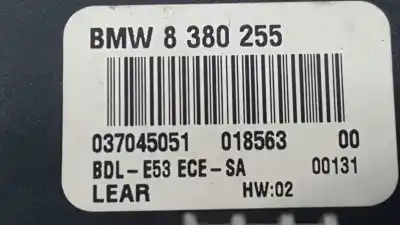 BMW 8 380 255
037045051 018563 00
BDL-E53 ECE-SA 00131
LEAR HW:02